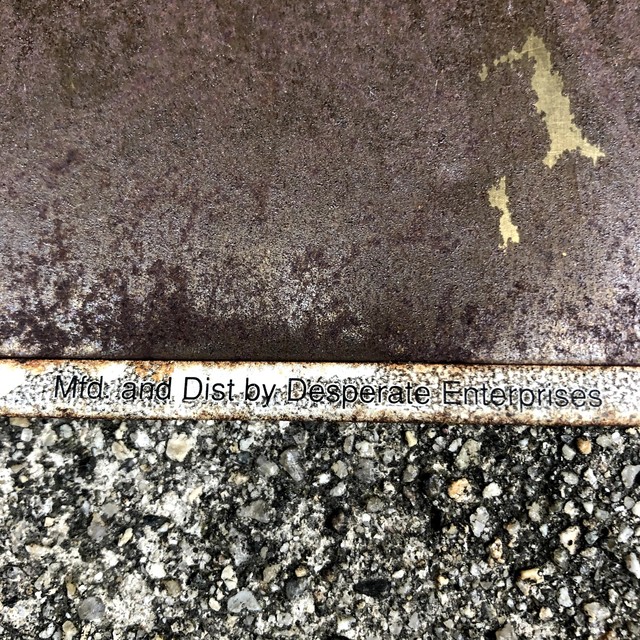 Mfd. and Dist by Desperate Enterprises